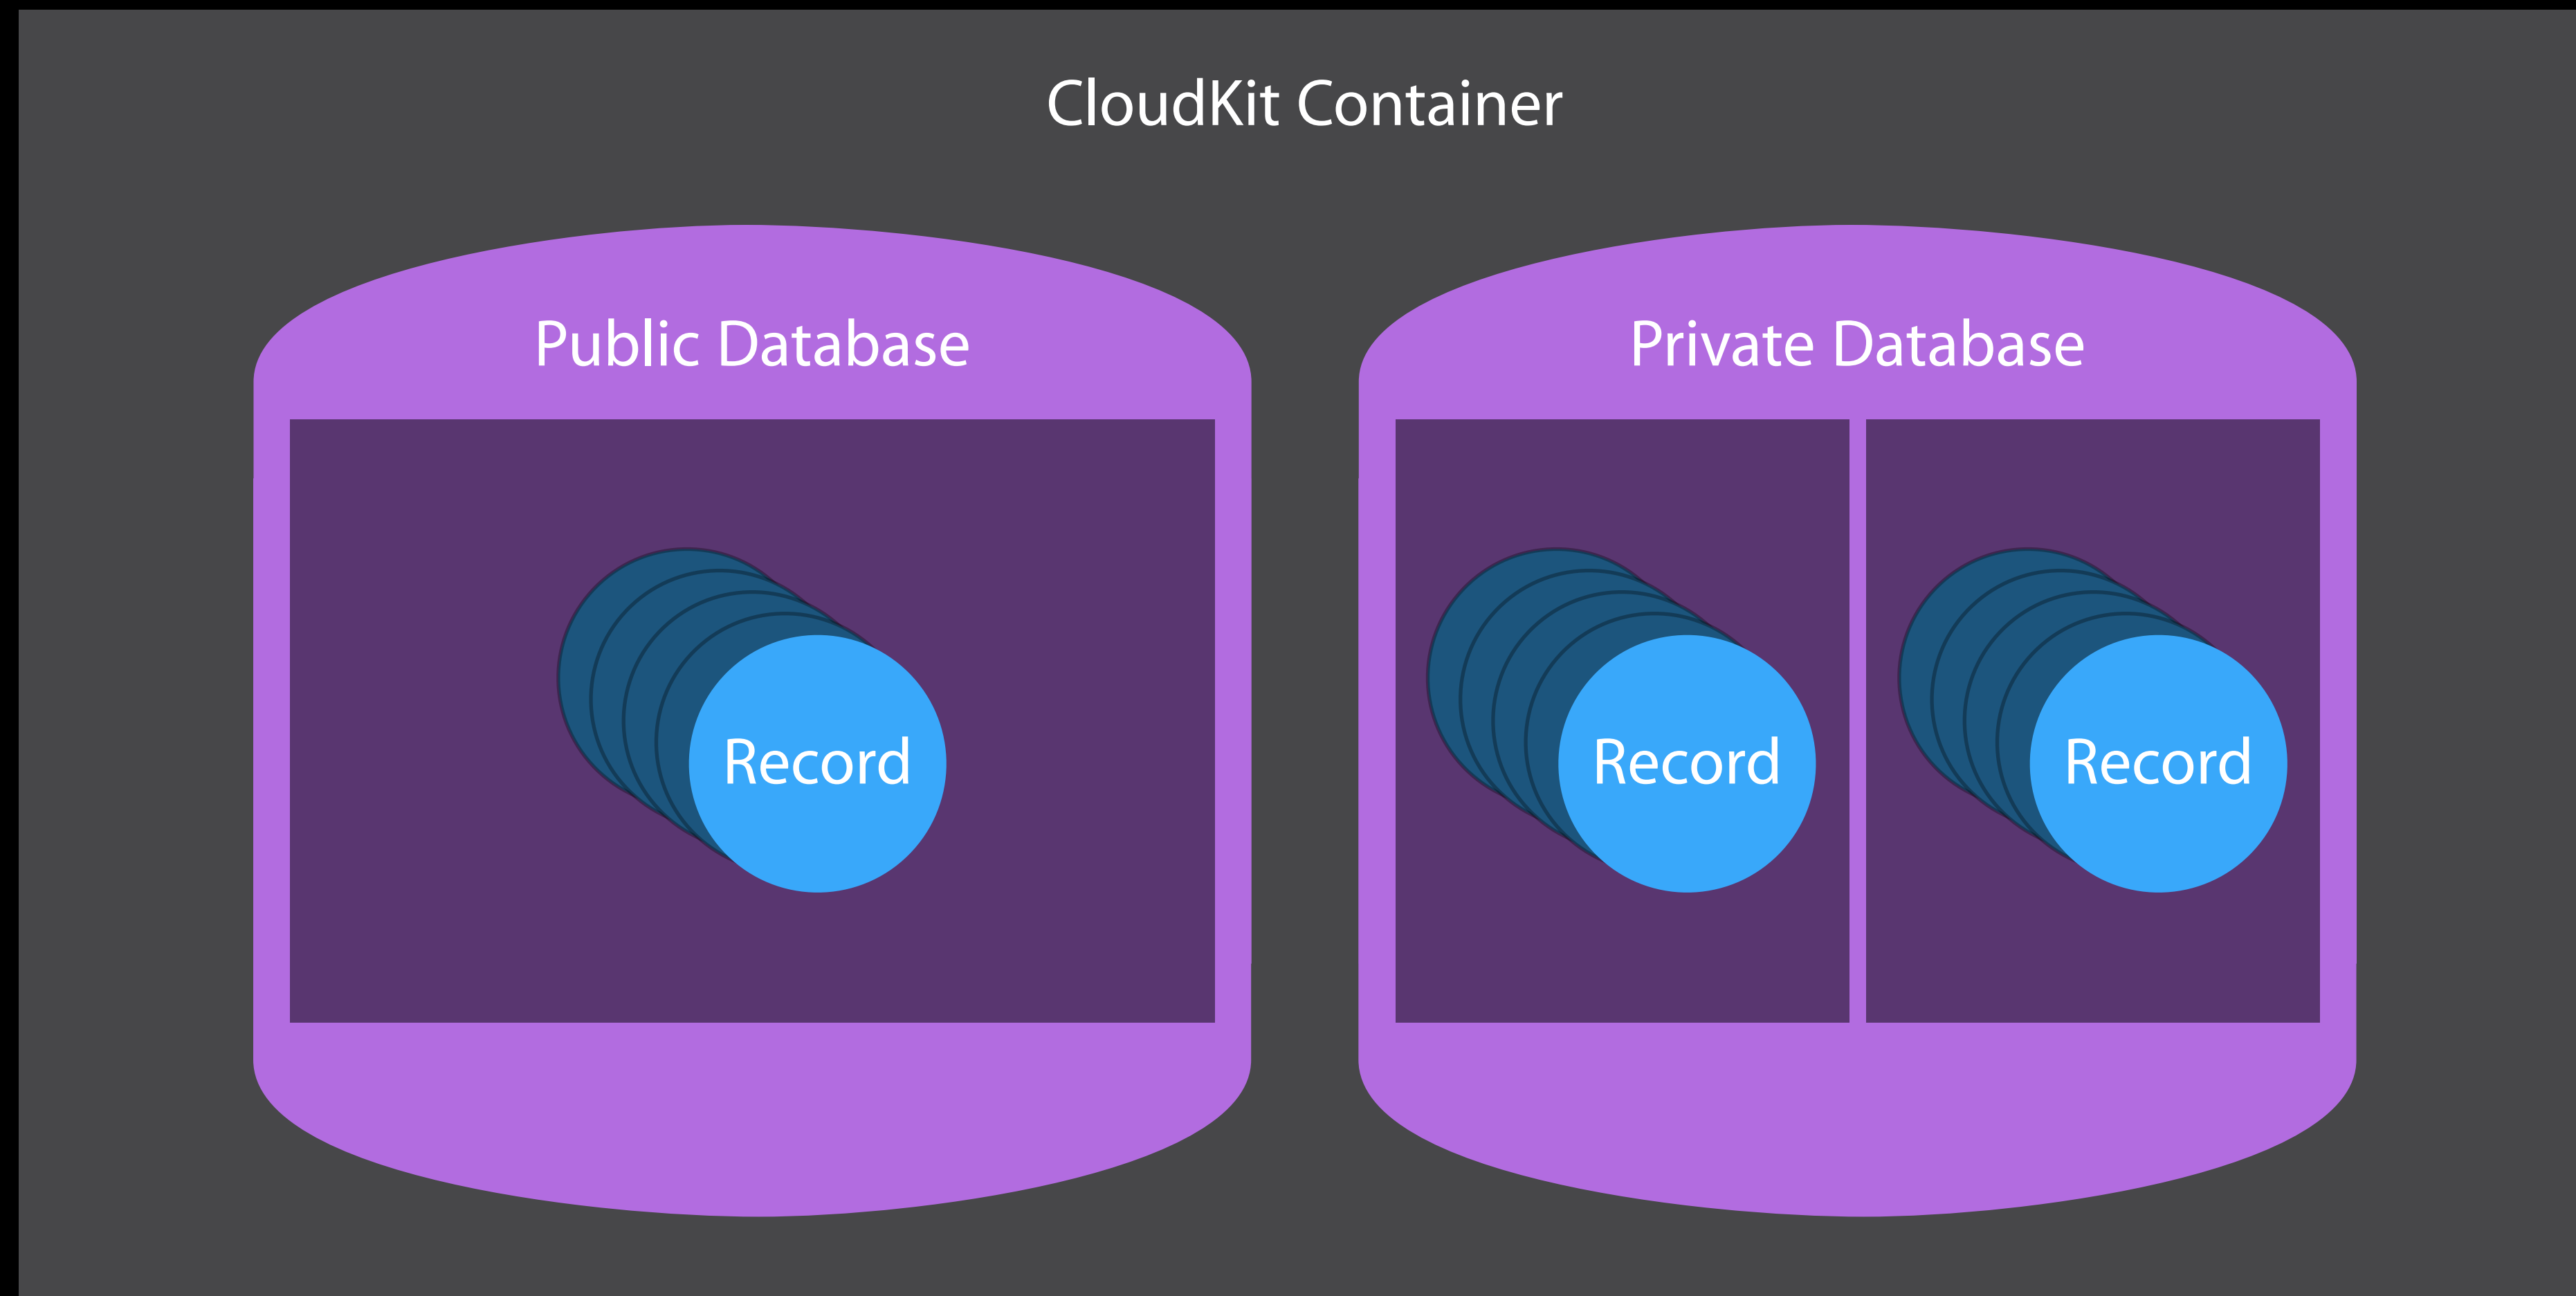 CloudKit Container
Public Database
Private Database
Record
Record
Record